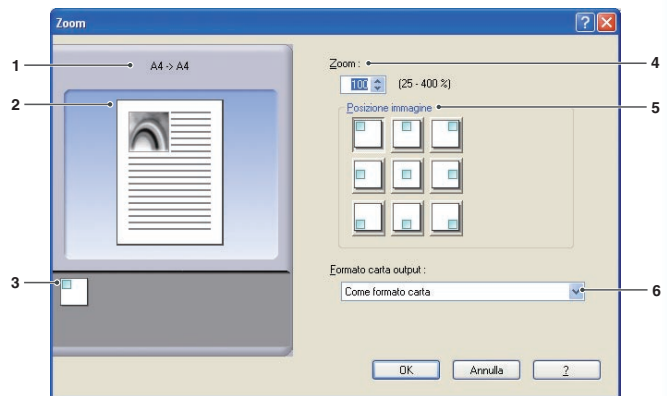 Zoom
1
A4 -> A4
2
3
Zoom :
4
100
(25 - 400 %)
Posizione immagine
5
Formato carta output :
Come formato carta
6
OK
Annulla
?